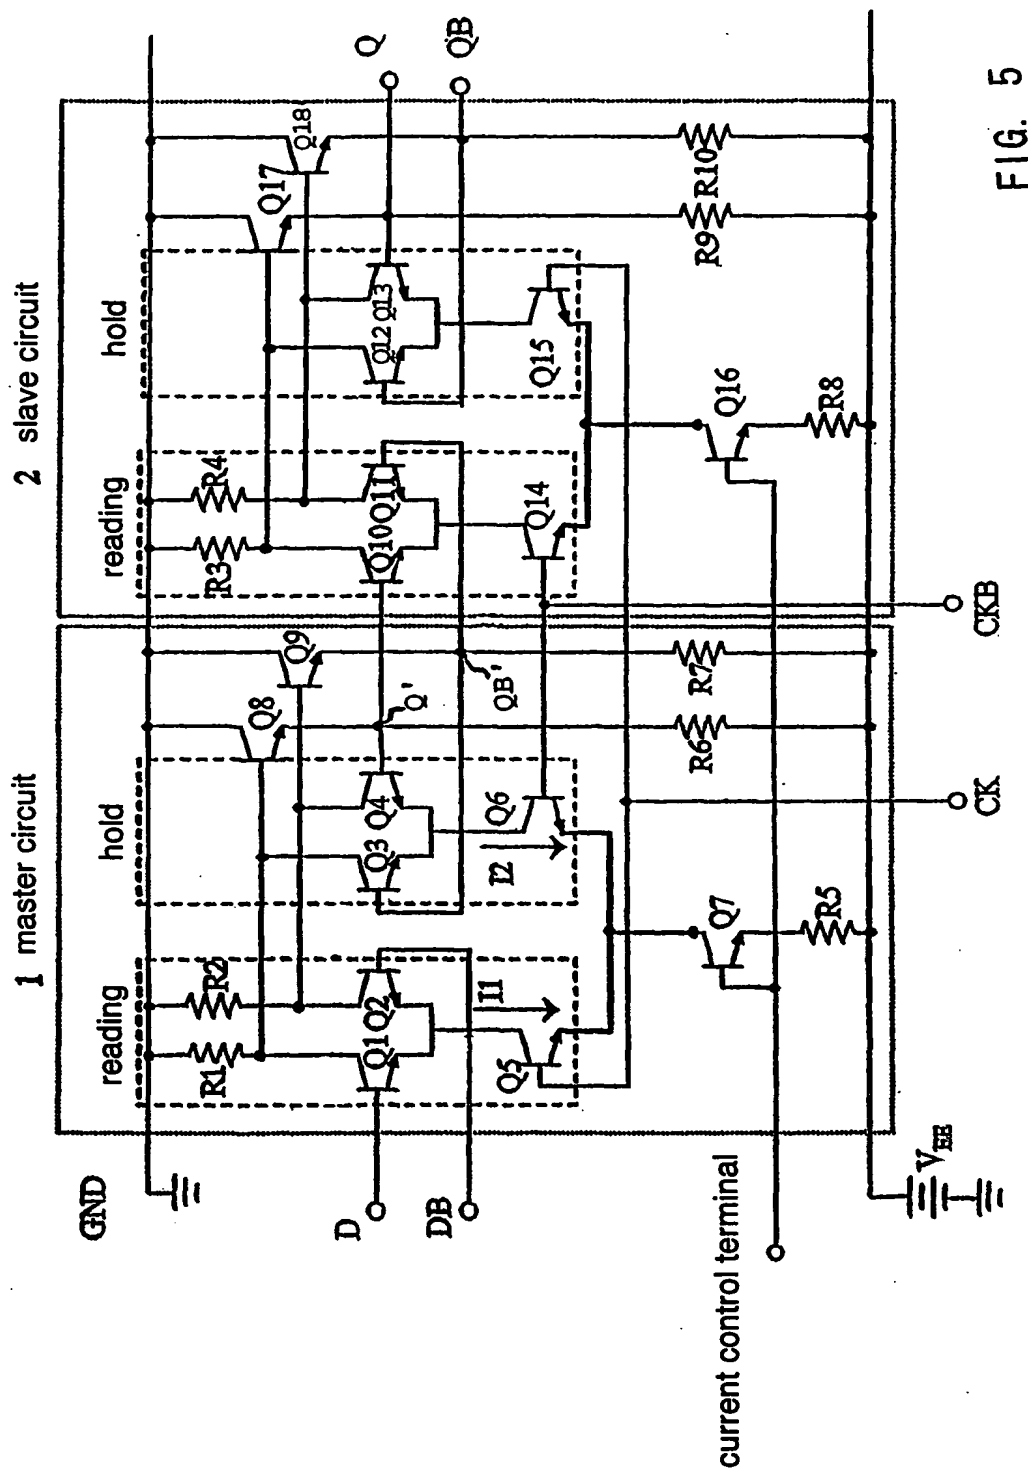 1 master circuit
2 slave circuit
reading
hold
reading
hold
GND
R1
R2
Q8
Q9
R3
R4
Q17
Q18
D
Q1
Q2
Q3
Q4
Q'
Q10
Q11
Q12
Q13
Q
DB
QB'
QB
I1
I2
Q5
Q6
Q14
Q15
R6
R7
R9
R10
Q7
Q16
current control terminal
R5
R8
VEE
CK
CKB
FIG. 5